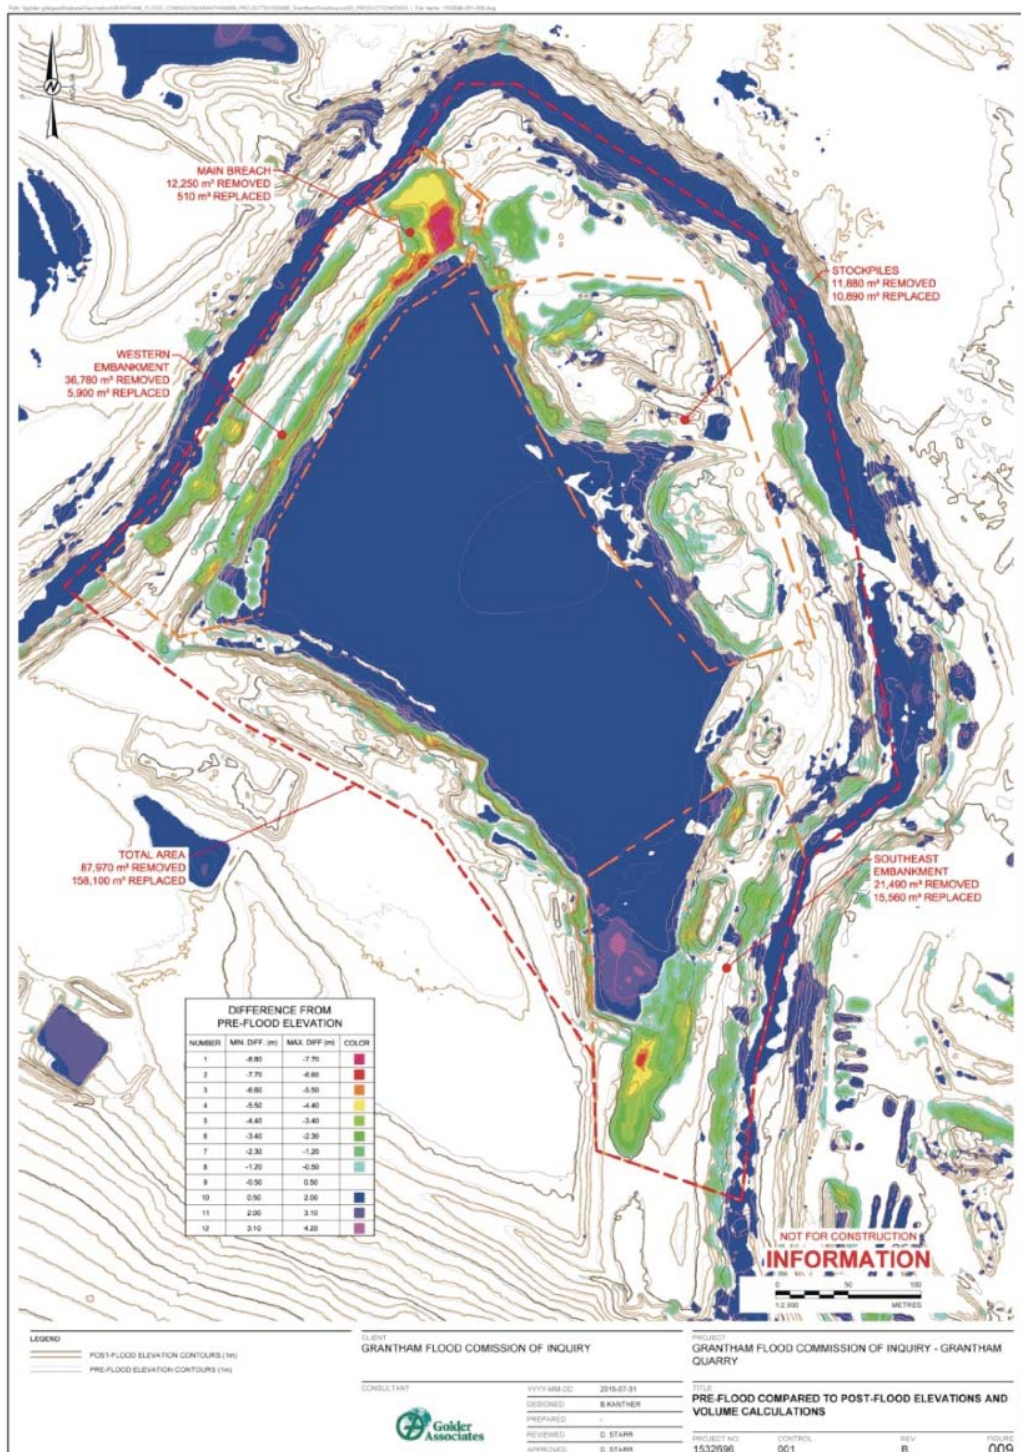 N
MAIN BREACH
12,250 m³ REMOVED
510 m³ REPLACED
STOCKPILES
11,880 m³ REMOVED
10,890 m³ REPLACED
WESTERN
EMBANKMENT
36,780 m³ REMOVED
5,900 m³ REPLACED
TOTAL AREA
87,970 m³ REMOVED
158,100 m³ REPLACED
SOUTHEAST
EMBANKMENT
21,490 m³ REMOVED
15,560 m³ REPLACED
DIFFERENCE FROM
PRE-FLOOD ELEVATION
NUMBER MIN. DIFF. (m) MAX. DIFF (m) COLOR
1 -8.80 -7.70
2 -7.70 -6.60
3 -6.60 -5.50
4 -5.50 -4.40
5 -4.40 -3.40
6 -3.40 -2.30
7 -2.30 -1.20
8 -1.20 -0.50
9 -0.50 0.50
10 0.50 2.00
11 2.00 3.10
12 3.10 4.20
NOT FOR CONSTRUCTION
INFORMATION
0 50 100
METRES
LEGEND
POST-FLOOD ELEVATION CONTOURS (1m)
PRE-FLOOD ELEVATION CONTOURS (1m)
CLIENT
GRANTHAM FLOOD COMISSION OF INQUIRY
CONSULTANT
Golder
Associates
YYYY-MM-DD 2015-07-31
DESIGNED B.KANTHER
PREPARED -
REVIEWED D. STARR
APPROVED D. STARR
PROJECT
GRANTHAM FLOOD COMMISSION OF INQUIRY - GRANTHAM
QUARRY
TITLE
PRE-FLOOD COMPARED TO POST-FLOOD ELEVATIONS AND
VOLUME CALCULATIONS
PROJECT NO. CONTROL REV FIGURE
1532696 001 B 009